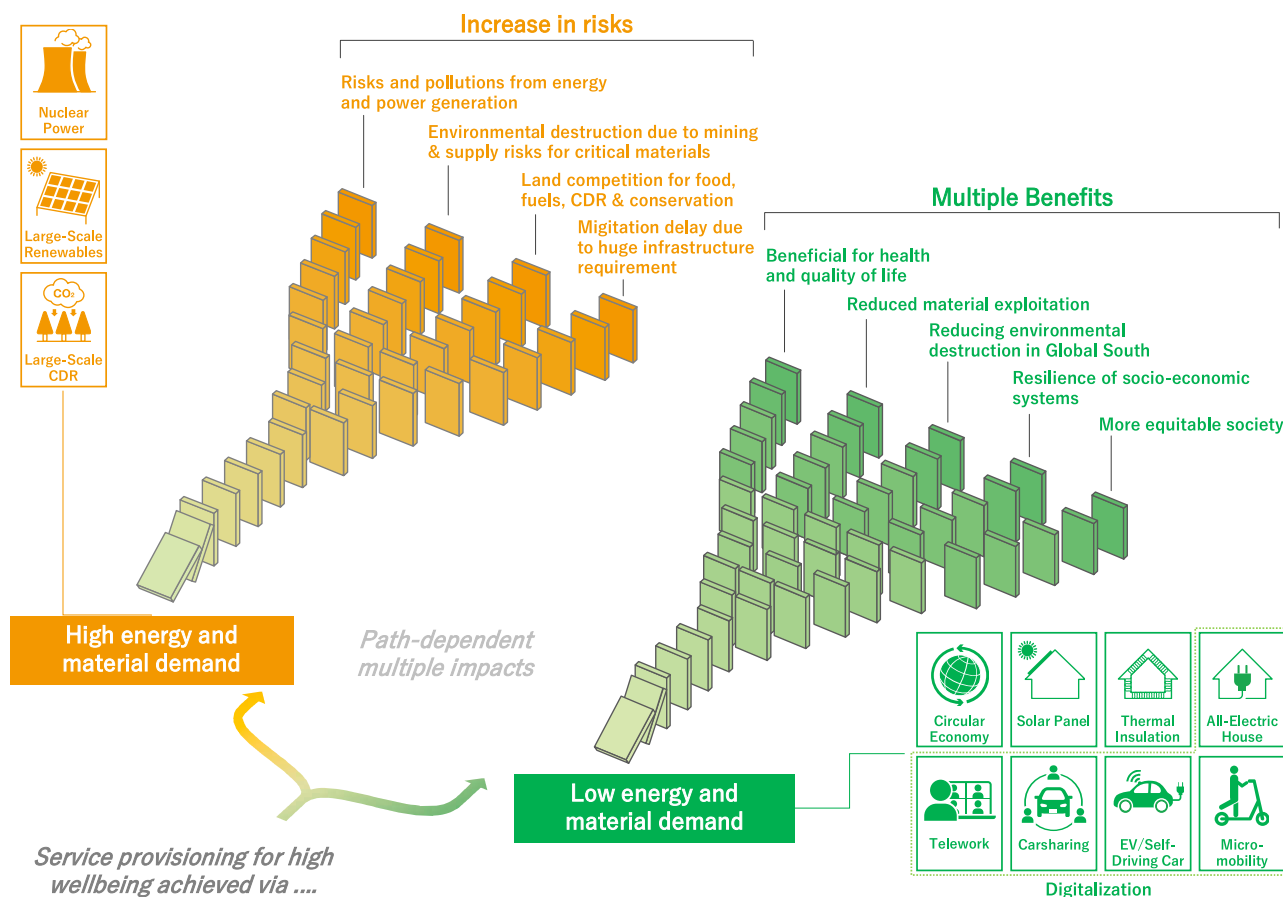 Increase in risks
Nuclear
Power
Large-Scale
Renewables
CO₂
Large-Scale
CDR
Risks and pollutions from energy
and power generation
Environmental destruction due to mining
& supply risks for critical materials
Land competition for food,
fuels, CDR & conservation
Migitation delay due
to huge infrastructure
requirement
High energy and
material demand
Path-dependent
multiple impacts
Multiple Benefits
Beneficial for health
and quality of life
Reduced material exploitation
Reducing environmental
destruction in Global South
Resilience of socio-economic
systems
More equitable society
Low energy and
material demand
Circular
Economy
Solar Panel
Thermal
Insulation
All-Electric
House
Telework
Carsharing
EV/Self-
Driving Car
Micro-
mobility
Digitalization
Service provisioning for high
wellbeing achieved via ....